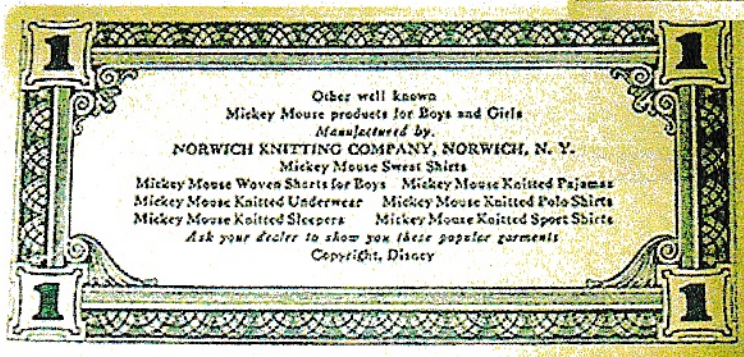 1 1
Other well known
Mickey Mouse products for Boys and Girls
Manufactured by.
NORWICH KNITTING COMPANY, NORWICH, N. Y.
Mickey Mouse Sweat Shirts
Mickey Mouse Woven Shorts for Boys Mickey Mouse Knitted Pajamas
Mickey Mouse Knitted Underwear Mickey Mouse Knitted Polo Shirts
Mickey Mouse Knitted Sleepers Mickey Mouse Knitted Sport Shirts
Ask your dealer to show you these popular garments
Copyright, Disney
1 1